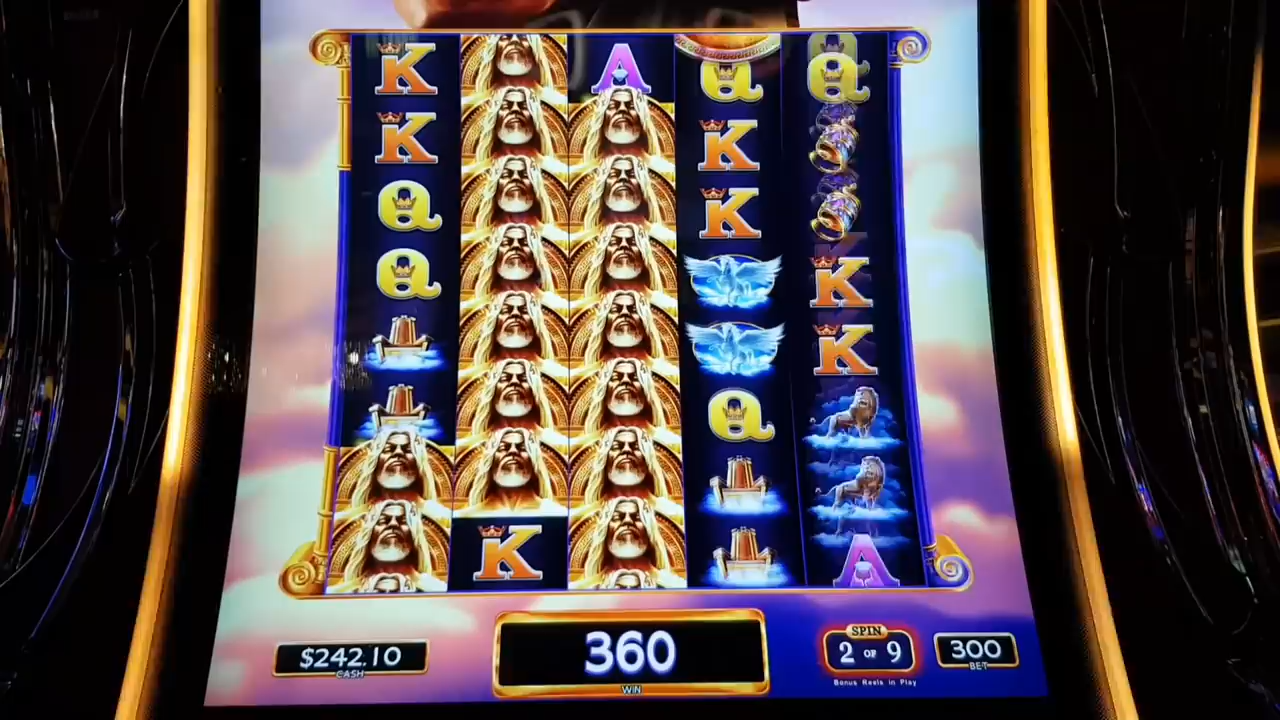 K A Q Q
K K
Q K
Q K
K
Q
K A
$242.10 CASH
360 WIN
SPIN
2 OF 9
Bonus Reels in Play
300 BET